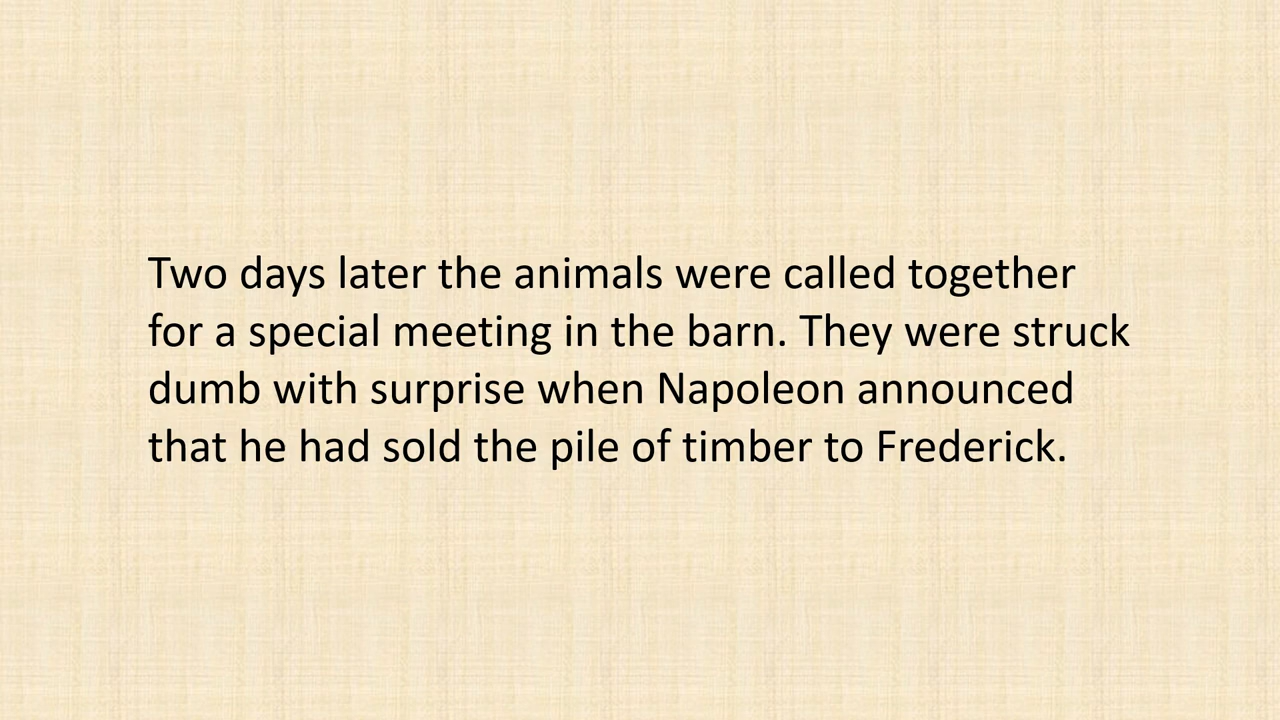 Two days later the animals were called together
for a special meeting in the barn. They were struck
dumb with surprise when Napoleon announced
that he had sold the pile of timber to Frederick.